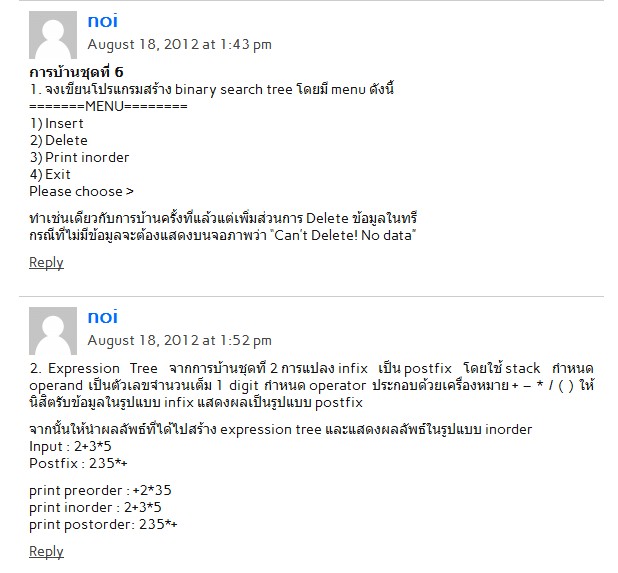 noi
August 18, 2012 at 1:43 pm
การบ้านชุดที่ 6
1. จงเขียนโปรแกรมสร้าง binary search tree โดยมี menu ดังนี้
=======MENU========
1) Insert
2) Delete
3) Print inorder
4) Exit
Please choose >
ทำเช่นเดียวกับการบ้านครั้งที่แล้วแต่เพิ่มส่วนการ Delete ข้อมูลในทรี
กรณีที่ไม่มีข้อมูลจะต้องแสดงบนจอภาพว่า "Can't Delete! No data"
Reply
noi
August 18, 2012 at 1:52 pm
2. Expression Tree จากการบ้านชุดที่ 2 การแปลง infix เป็น postfix โดยใช้ stack กำหนด
operand เป็นตัวเลขจำนวนเต็ม 1 digit กำหนด operator ประกอบด้วยเครื่องหมาย + – * / ( ) ให้
นิสิตรับข้อมูลในรูปแบบ infix แสดงผลเป็นรูปแบบ postfix
จากนั้นให้นำผลลัพธ์ที่ได้ไปสร้าง expression tree และแสดงผลลัพธ์ในรูปแบบ inorder
Input : 2+3*5
Postfix : 235*+
print preorder : +2*35
print inorder : 2+3*5
print postorder: 235*+
Reply